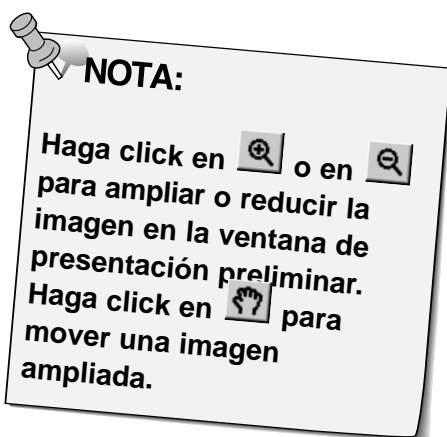 NOTA:
Haga click en o en
para ampliar o reducir la
imagen en la ventana de
presentación preliminar.
Haga click en para
mover una imagen
ampliada.